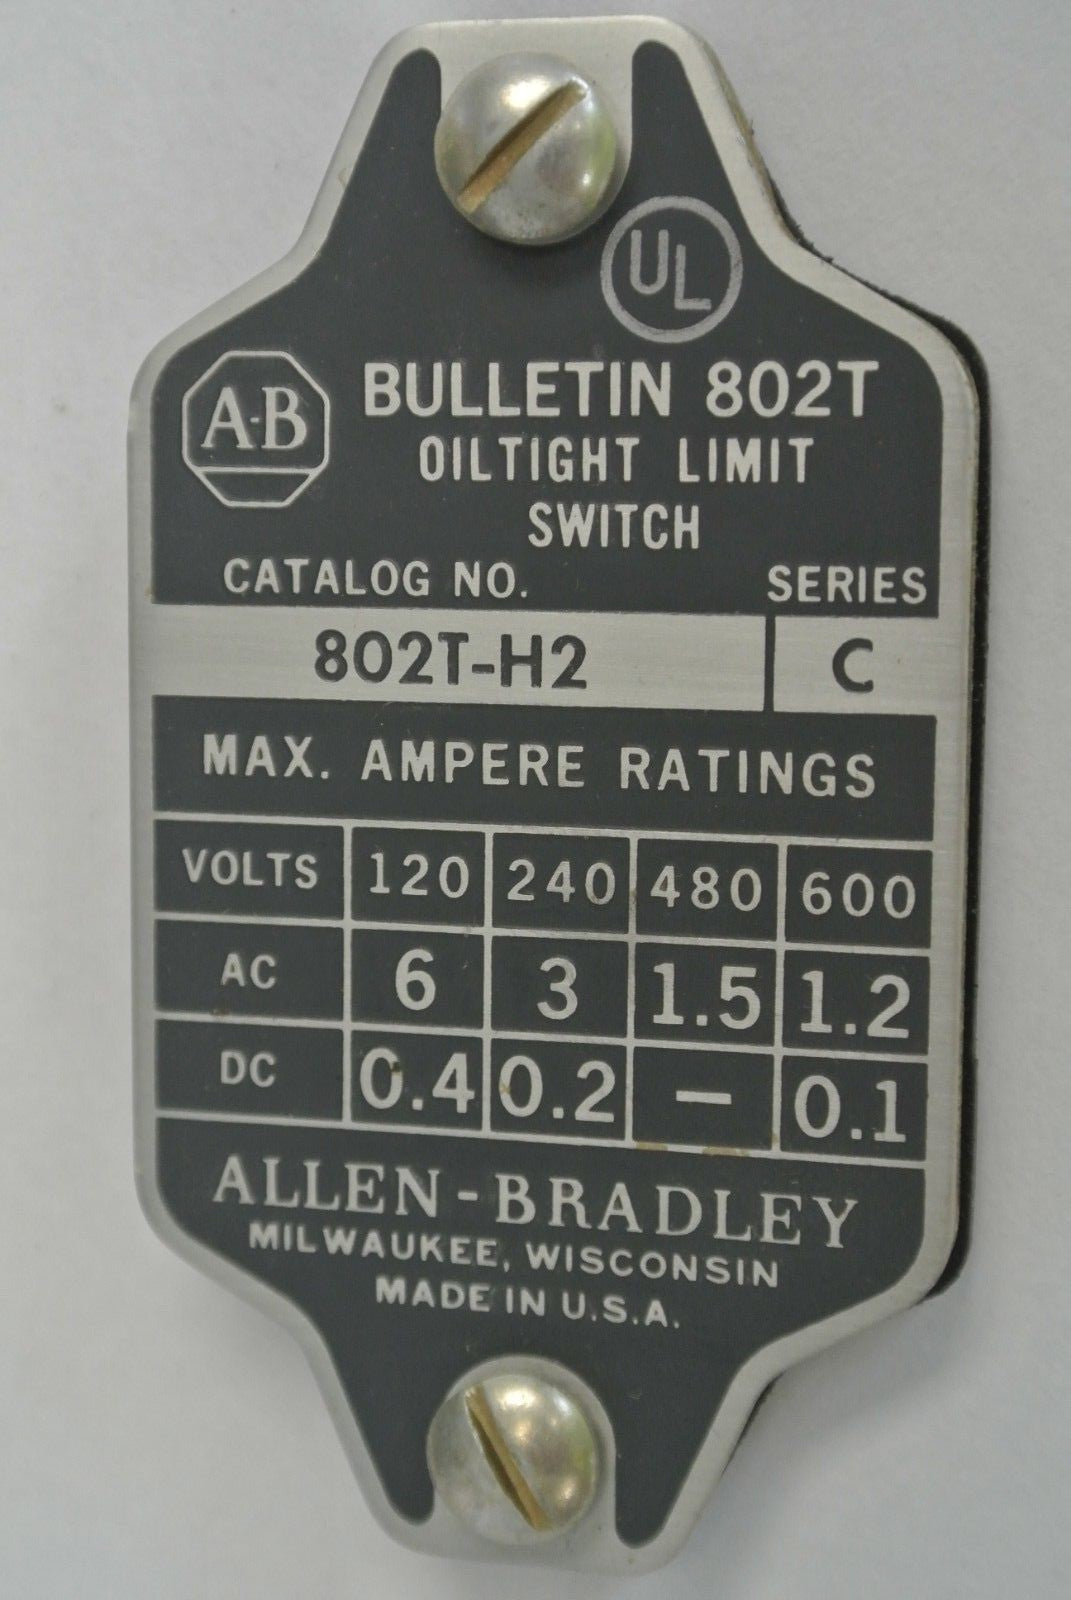 UL
A-B
BULLETIN 802T
OILTIGHT LIMIT
SWITCH
CATALOG NO. SERIES
802T-H2 C
MAX. AMPERE RATINGS
VOLTS 120 240 480 600
AC 6 3 1.5 1.2
DC 0.4 0.2 — 0.1
ALLEN-BRADLEY
MILWAUKEE, WISCONSIN
MADE IN U.S.A.